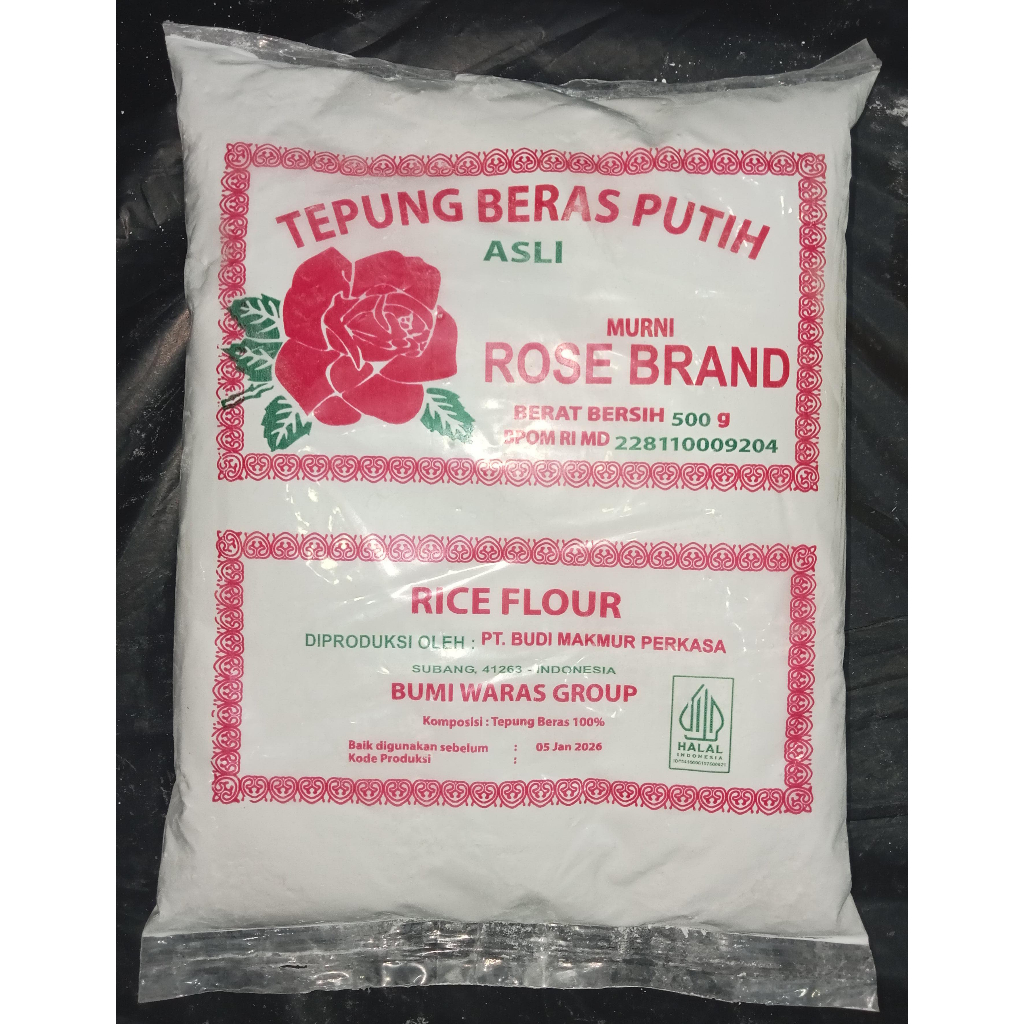 TEPUNG BERAS PUTIH
ASLI
MURNI
ROSE BRAND
BERAT BERSIH 500 g
BPOM RI MD 228110009204
RICE FLOUR
DIPRODUKSI OLEH : PT. BUDI MAKMUR PERKASA
SUBANG, 41263 - INDONESIA
BUMI WARAS GROUP
Komposisi : Tepung Beras 100%
Baik digunakan sebelum : 05 Jan 2026
Kode Produksi :
HALAL
INDONESIA